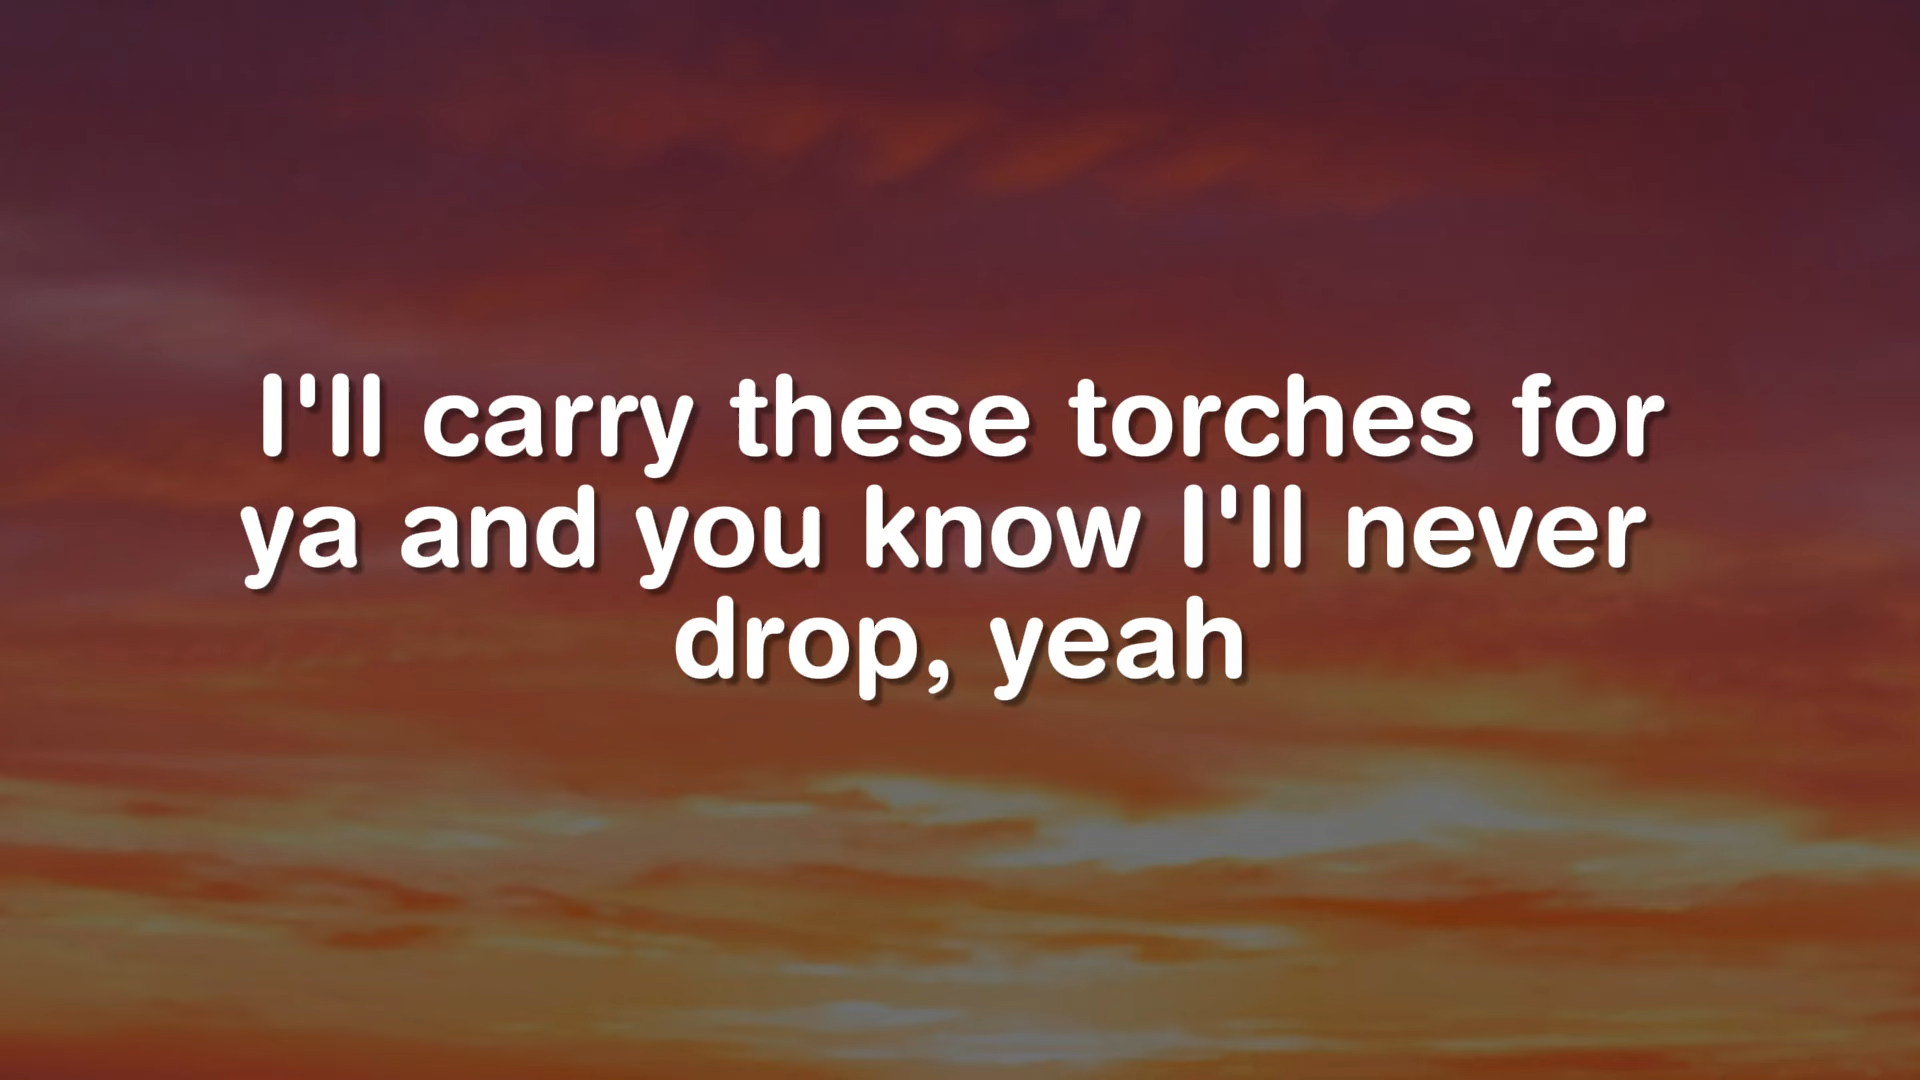 I'll carry these torches for
ya and you know I'll never
drop, yeah